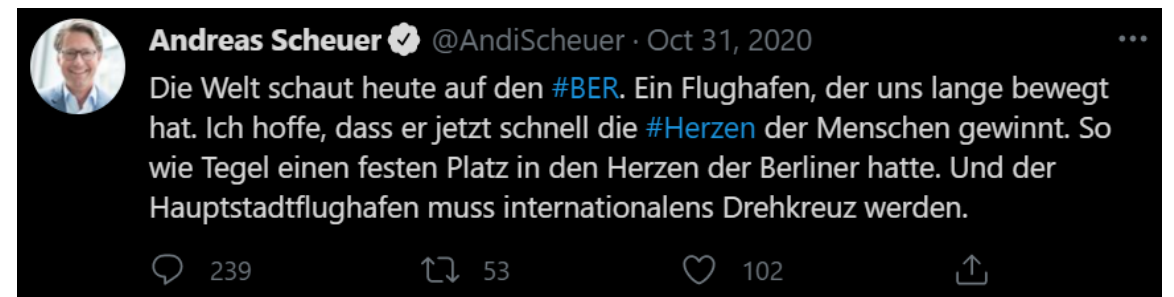 Andreas Scheuer @AndiScheuer · Oct 31, 2020
Die Welt schaut heute auf den #BER. Ein Flughafen, der uns lange bewegt
hat. Ich hoffe, dass er jetzt schnell die #Herzen der Menschen gewinnt. So
wie Tegel einen festen Platz in den Herzen der Berliner hatte. Und der
Hauptstadtflughafen muss internationalens Drehkreuz werden.
239 53 102